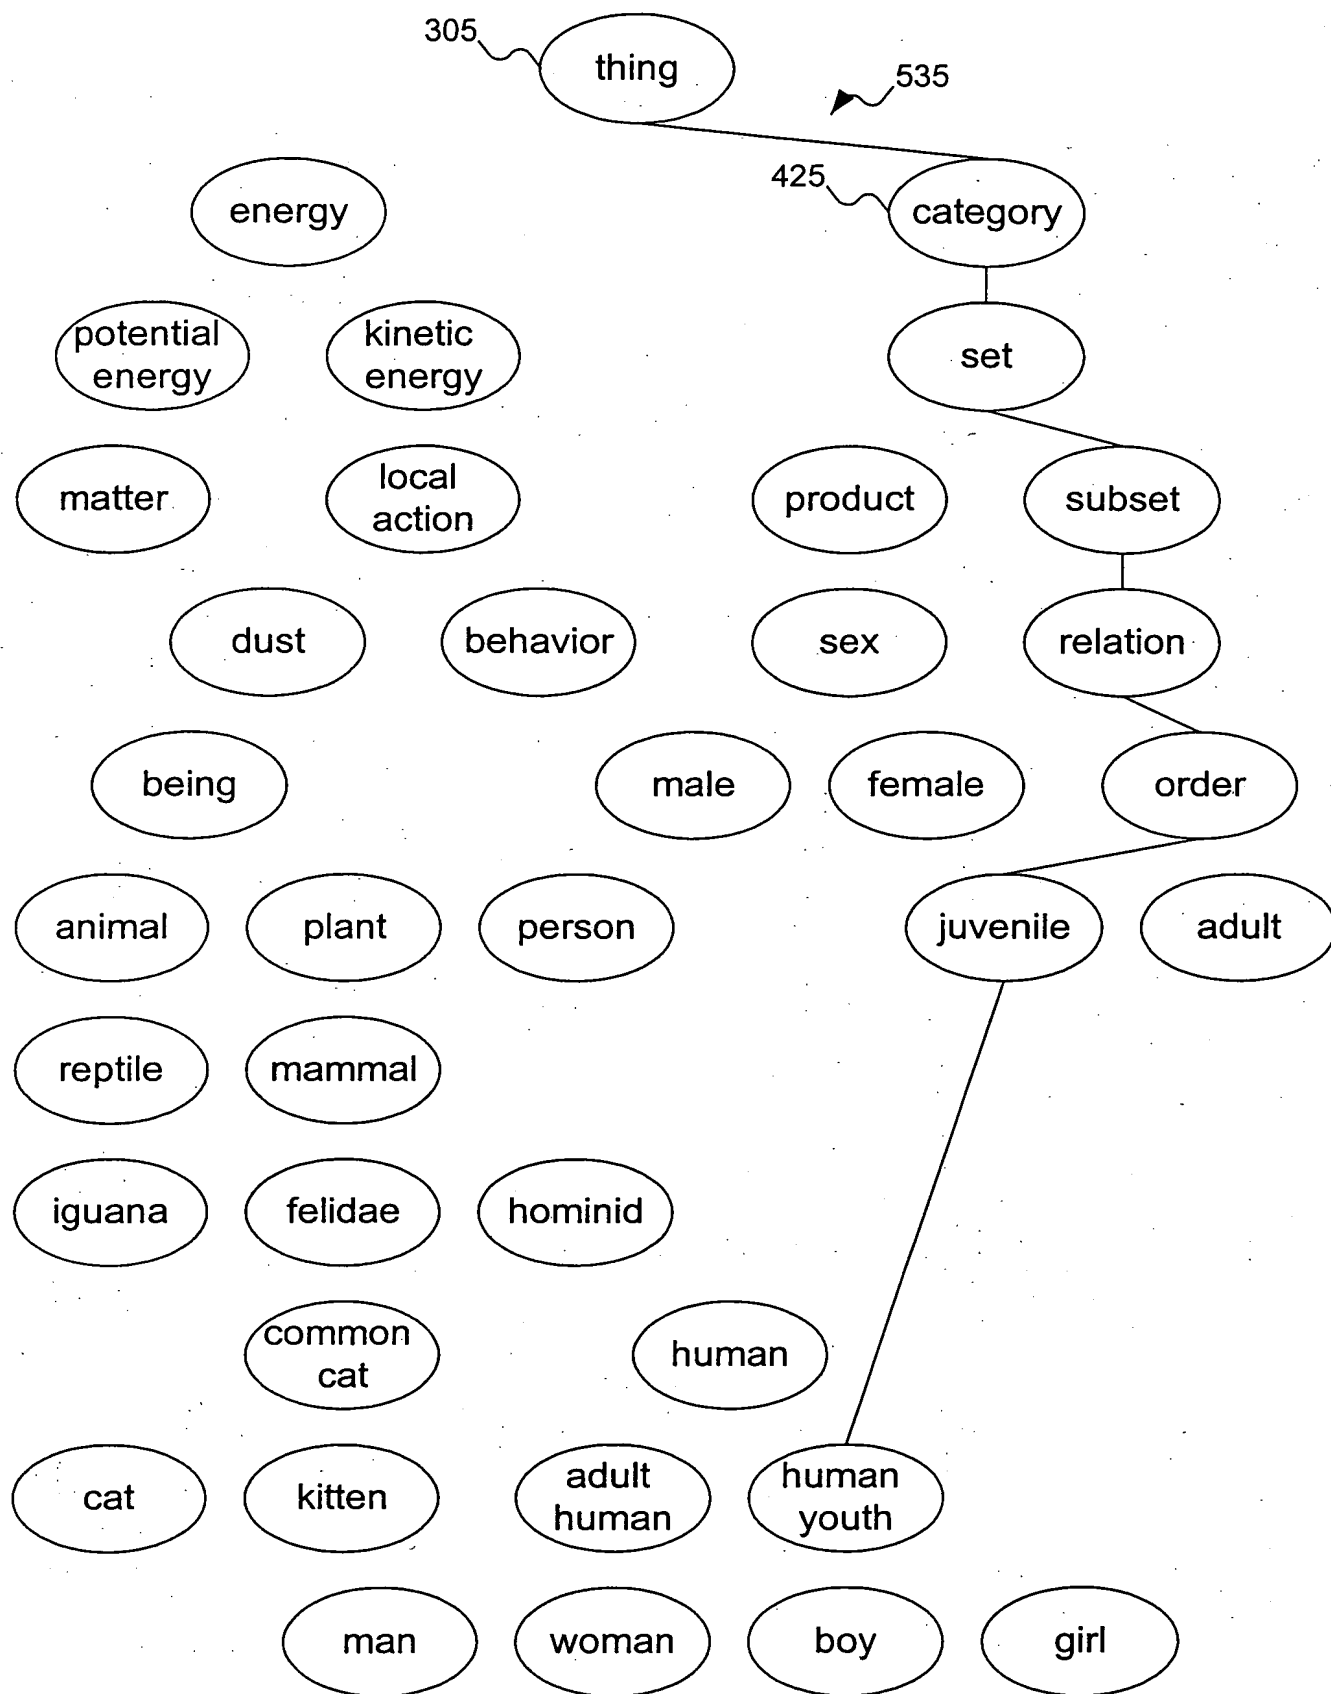 305
thing
535
425
energy
category
potential
energy
kinetic
energy
set
matter
local
action
product
subset
dust
behavior
sex
relation
being
male
female
order
animal
plant
person
juvenile
adult
reptile
mammal
iguana
felidae
hominid
common
cat
human
cat
kitten
adult
human
human
youth
man
woman
boy
girl